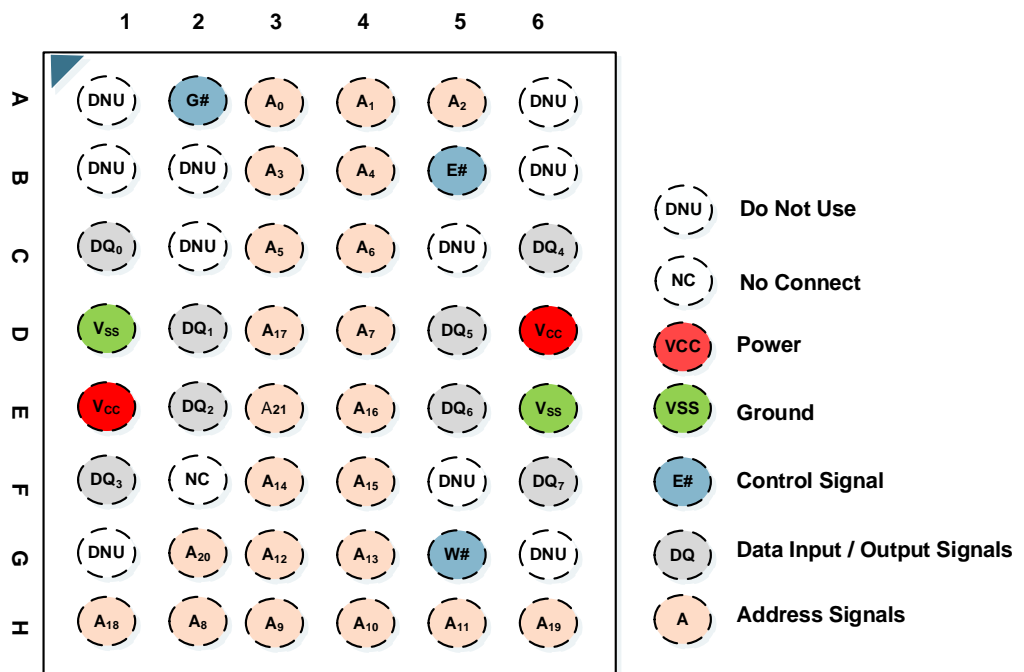 1 2 3 4 5 6
A DNU G# A0 A1 A2 DNU
B DNU DNU A3 A4 E# DNU
C DQ0 DNU A5 A6 DNU DQ4
D VSS DQ1 A17 A7 DQ5 VCC
E VCC DQ2 A21 A16 DQ6 VSS
F DQ3 NC A14 A15 DNU DQ7
G DNU A20 A12 A13 W# DNU
H A18 A8 A9 A10 A11 A19
DNU Do Not Use
NC No Connect
VCC Power
VSS Ground
E# Control Signal
DQ Data Input / Output Signals
A Address Signals